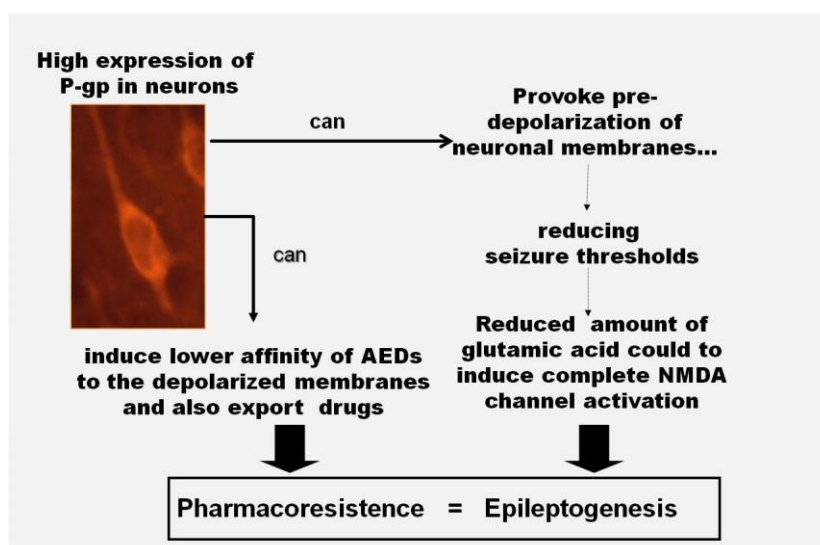 High expression of
P-gp in neurons
can
Provoke pre-
depolarization of
neuronal membranes...
can
reducing
seizure thresholds
induce lower affinity of AEDs
to the depolarized membranes
and also export drugs
Reduced amount of
glutamic acid could to
induce complete NMDA
channel activation
Pharmacoresistence = Epileptogenesis